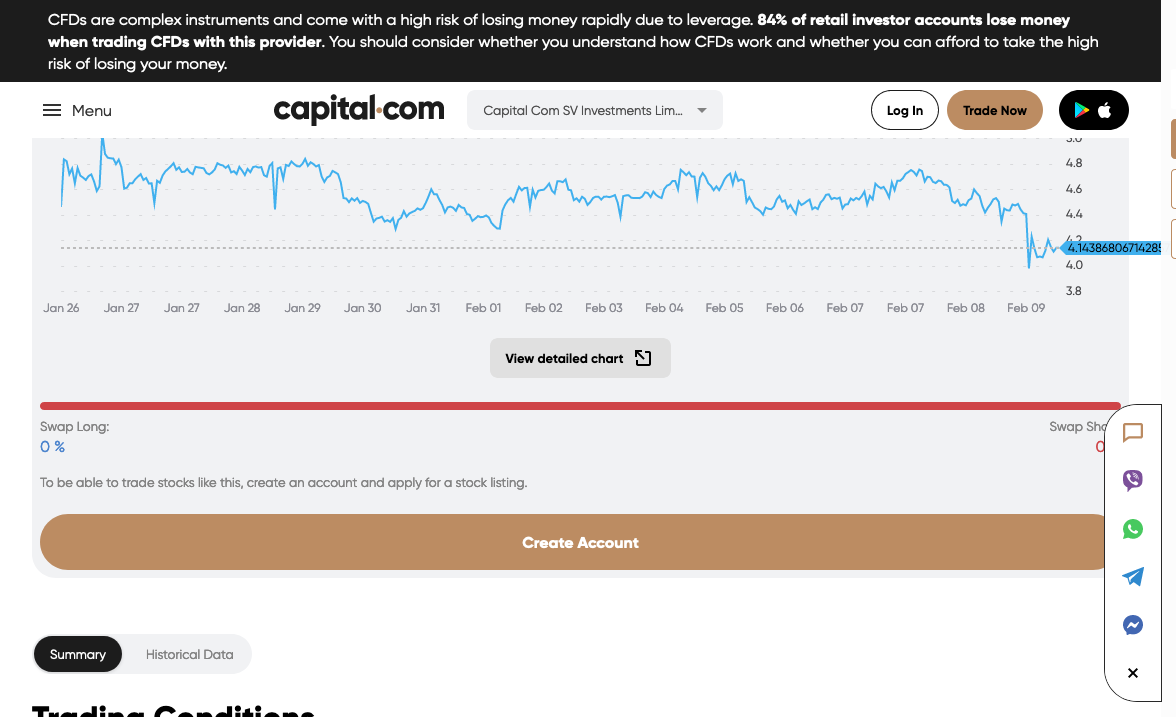 CFDs are complex instruments and come with a high risk of losing money rapidly due to leverage. 84% of retail investor accounts lose money
when trading CFDs with this provider. You should consider whether you understand how CFDs work and whether you can afford to take the high
risk of losing your money.
Menu
capital.com
Capital Com SV Investments Lim...
Log In
Trade Now
5.0
4.8
4.6
4.4
4.2
4.1438680671428
4.0
3.8
Jan 26 Jan 27 Jan 27 Jan 28 Jan 29 Jan 30 Jan 31 Feb 01 Feb 02 Feb 03 Feb 04 Feb 05 Feb 06 Feb 07 Feb 07 Feb 08 Feb 09
View detailed chart
Swap Long:
Swap Sho
0 %
0
To be able to trade stocks like this, create an account and apply for a stock listing.
Create Account
Summary
Historical Data
Trading Conditions